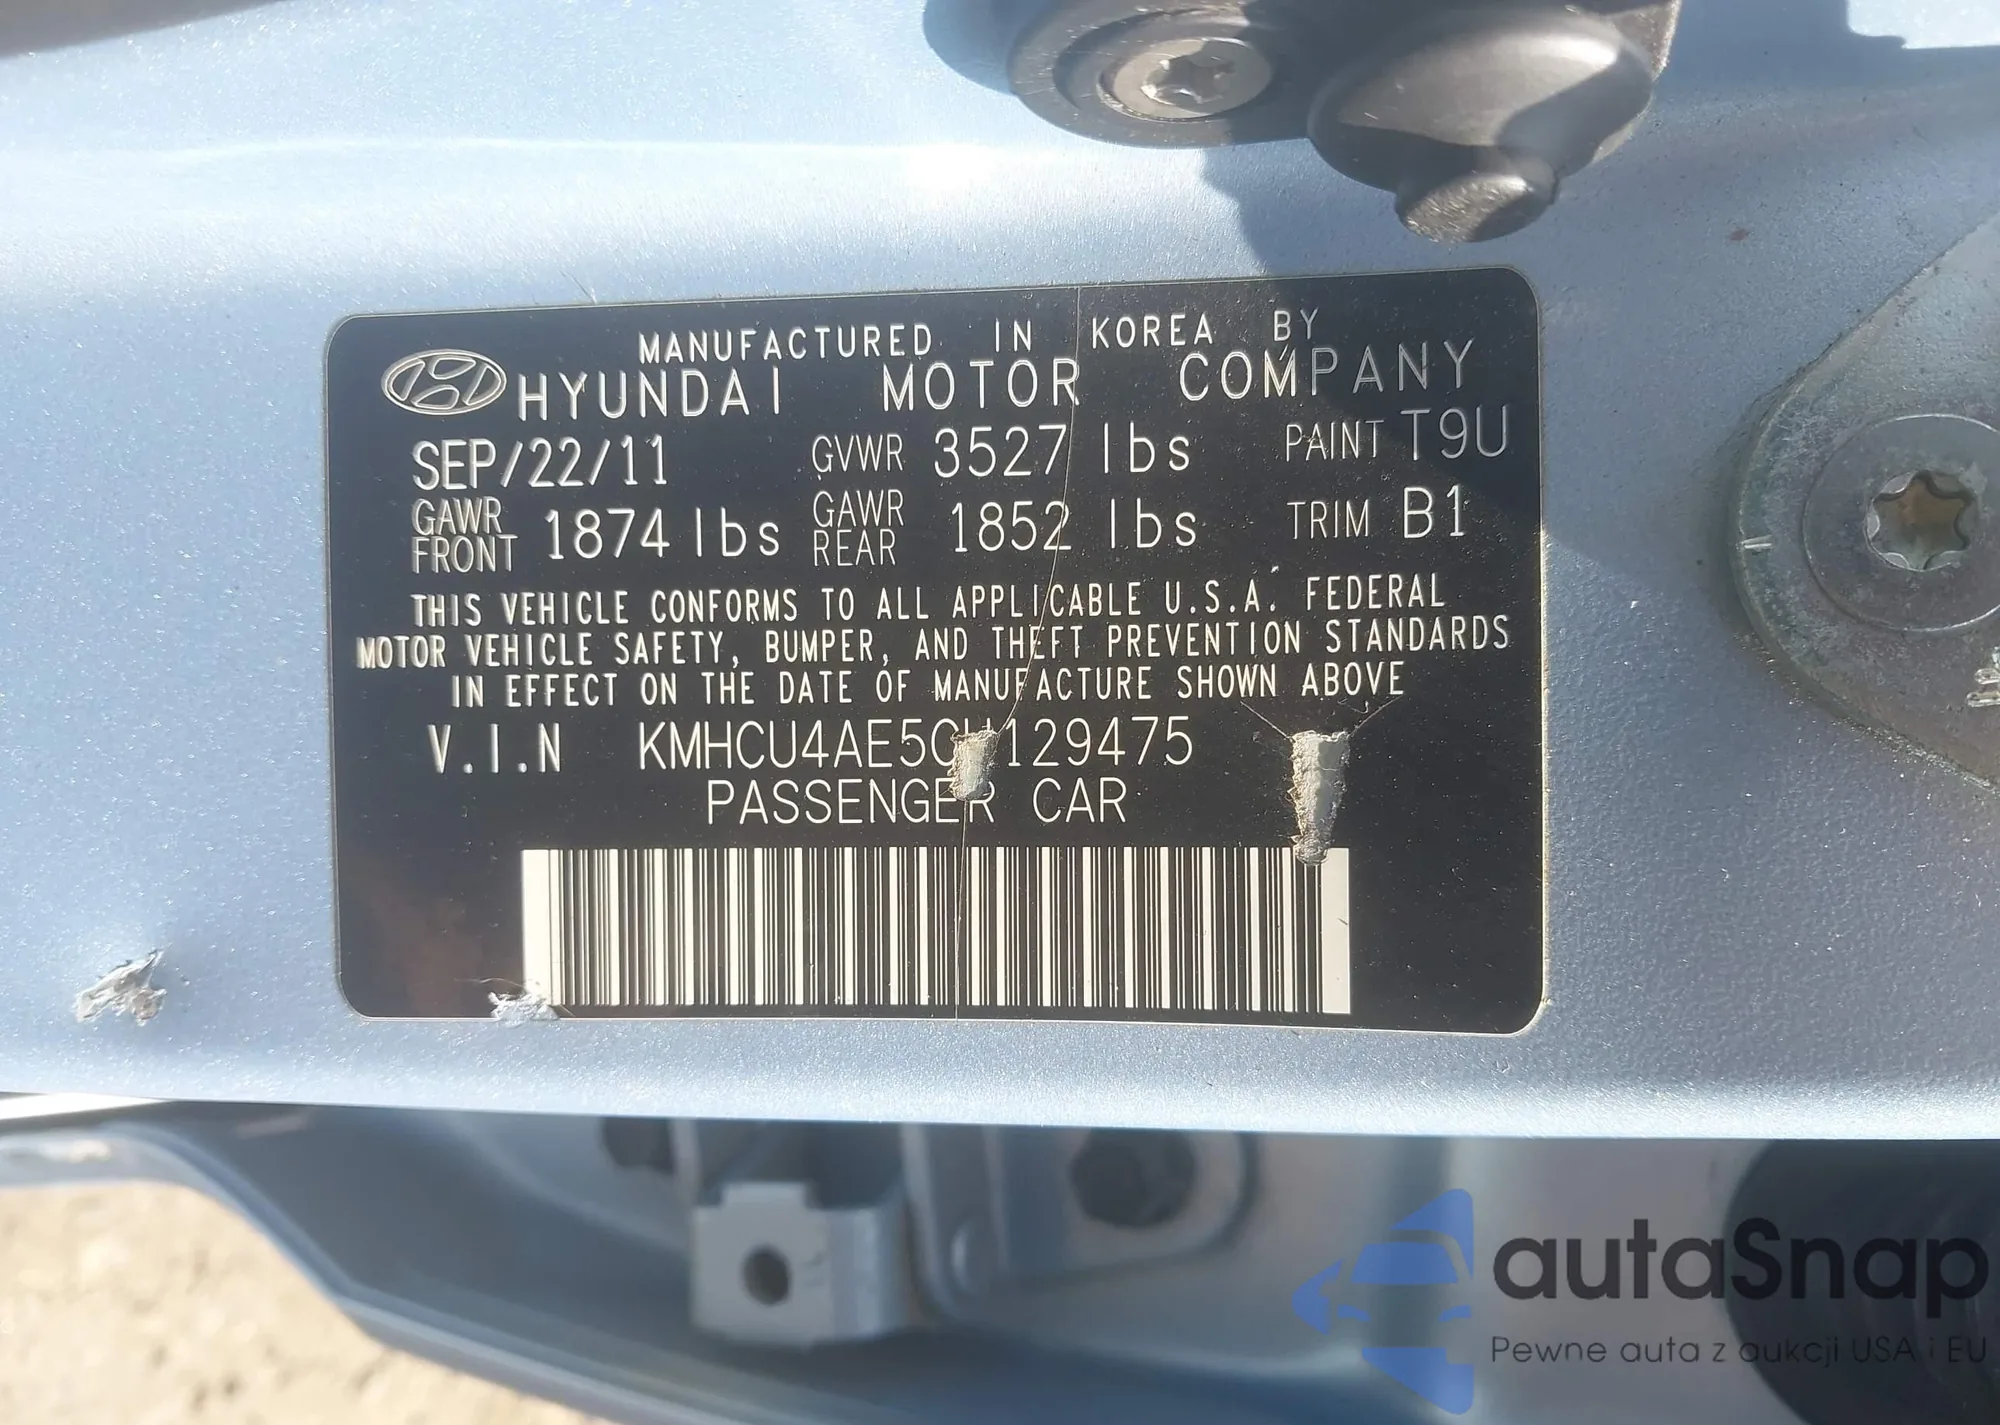 MANUFACTURED IN KOREA BY
HYUNDAI MOTOR COMPANY
SEP/22/11 GVWR 3527 lbs PAINT T9U
GAWR FRONT 1874 lbs GAWR REAR 1852 lbs TRIM B1
THIS VEHICLE CONFORMS TO ALL APPLICABLE U.S.A. FEDERAL
MOTOR VEHICLE SAFETY, BUMPER, AND THEFT PREVENTION STANDARDS
IN EFFECT ON THE DATE OF MANUFACTURE SHOWN ABOVE
V.I.N KMHCU4AE5CU129475
PASSENGER CAR
autaSnap
Pewne auta z aukcji USA i EU